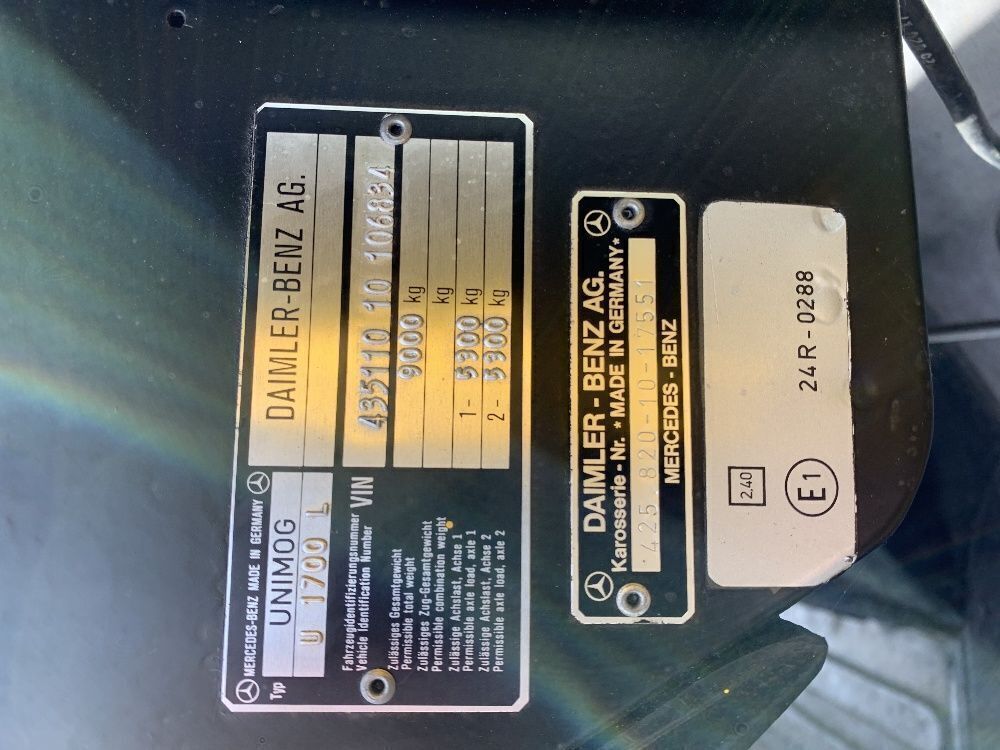 MERCEDES-BENZ MADE IN GERMANY
Typ UNIMOG DAIMLER-BENZ AG.
U 1700 L
Fahrzeugidentifizierungsnummer
Vehicle Identification Number VIN 435110 10 106834
Zulässiges Gesamtgewicht
Permissible total weight 9000 kg
Zulässiges Zug-Gesamtgewicht
Permissible combination weight kg
Zulässige Achslast, Achse 1
Permissible axle load, axle 1 1- 5300 kg
Zulässige Achslast, Achse 2
Permissible axle load, axle 2 2- 5300 kg
DAIMLER - BENZ AG.
Karosserie - Nr. * MADE IN GERMANY *
425.820-10-17551
MERCEDES - BENZ
2,40
E1 24R-0288